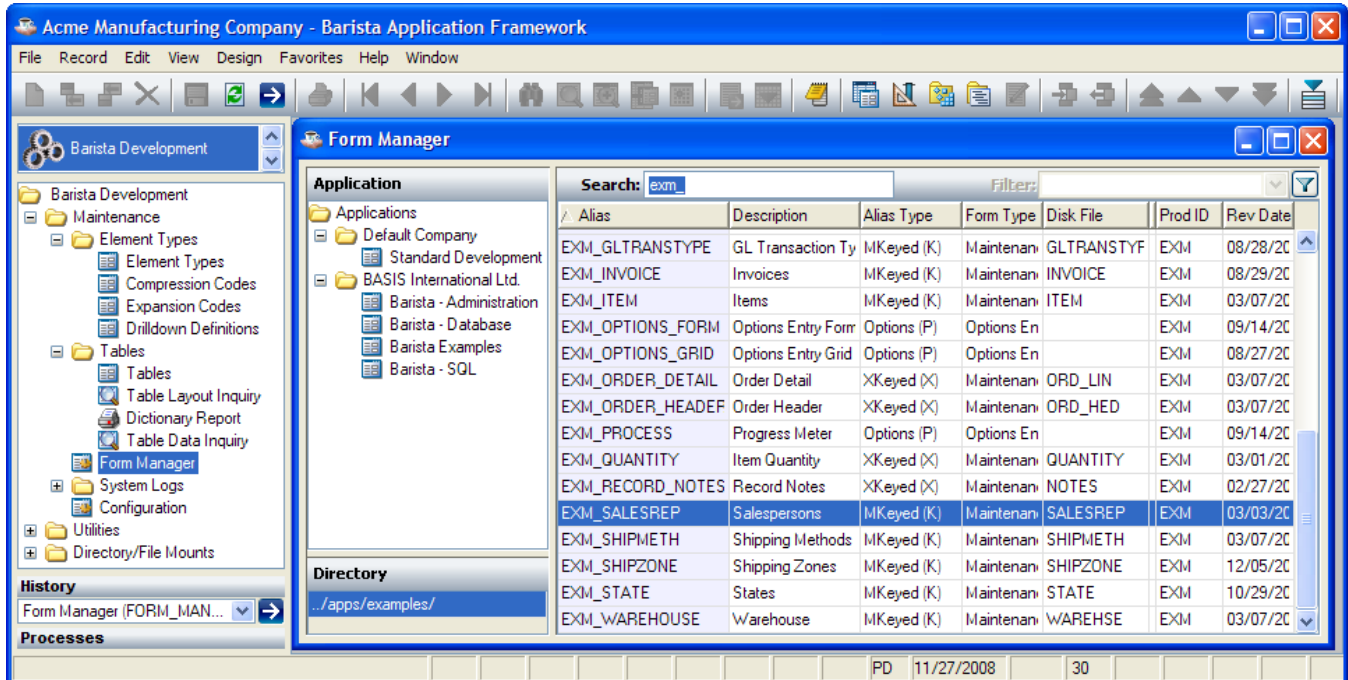 Acme Manufacturing Company - Barista Application Framework
File Record Edit View Design Favorites Help Window
Barista Development
Barista Development
Maintenance
Element Types
Element Types
Compression Codes
Expansion Codes
Drilldown Definitions
Tables
Tables
Table Layout Inquiry
Dictionary Report
Table Data Inquiry
Form Manager
System Logs
Configuration
Utilities
Directory/File Mounts
History
Form Manager (FORM_MAN...
Processes
Form Manager
Application
Applications
Default Company
Standard Development
BASIS International Ltd.
Barista - Administration
Barista - Database
Barista Examples
Barista - SQL
Directory
../apps/examples/
Search: exm_ Filter:
Alias Description Alias Type Form Type Disk File Prod ID Rev Date
EXM_GLTRANSTYPE GL Transaction Ty MKeyed (K) Maintenan GLTRANSTYF EXM 08/28/20
EXM_INVOICE Invoices MKeyed (K) Maintenan INVOICE EXM 08/29/20
EXM_ITEM Items MKeyed (K) Maintenan ITEM EXM 03/07/20
EXM_OPTIONS_FORM Options Entry Form Options (P) Options En EXM 09/14/20
EXM_OPTIONS_GRID Options Entry Grid Options (P) Options En EXM 08/27/20
EXM_ORDER_DETAIL Order Detail XKeyed (X) Maintenan ORD_LIN EXM 03/07/20
EXM_ORDER_HEADER Order Header XKeyed (X) Maintenan ORD_HED EXM 03/07/20
EXM_PROCESS Progress Meter Options (P) Options En EXM 09/14/20
EXM_QUANTITY Item Quantity XKeyed (X) Maintenan QUANTITY EXM 03/01/20
EXM_RECORD_NOTES Record Notes XKeyed (X) Maintenan NOTES EXM 02/27/20
EXM_SALESREP Salespersons MKeyed (K) Maintenan SALESREP EXM 03/03/20
EXM_SHIPMETH Shipping Methods MKeyed (K) Maintenan SHIPMETH EXM 03/07/20
EXM_SHIPZONE Shipping Zones MKeyed (K) Maintenan SHIPZONE EXM 12/05/20
EXM_STATE States MKeyed (K) Maintenan STATE EXM 10/29/20
EXM_WAREHOUSE Warehouse MKeyed (K) Maintenan WAREHSE EXM 03/07/20
PD 11/27/2008 30